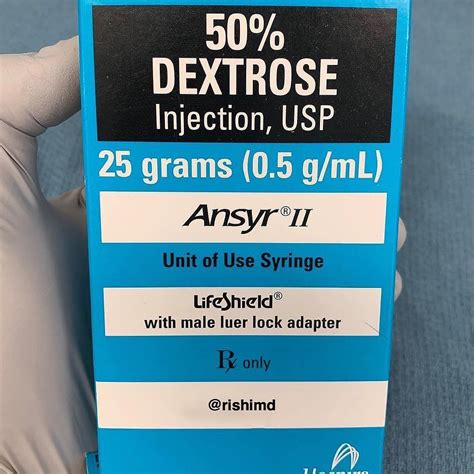 50%
DEXTROSE
Injection, USP
25 grams (0.5 g/mL)
Ansyr® II
Unit of Use Syringe
LifeShield®
with male luer lock adapter
Rx only
@rishimd